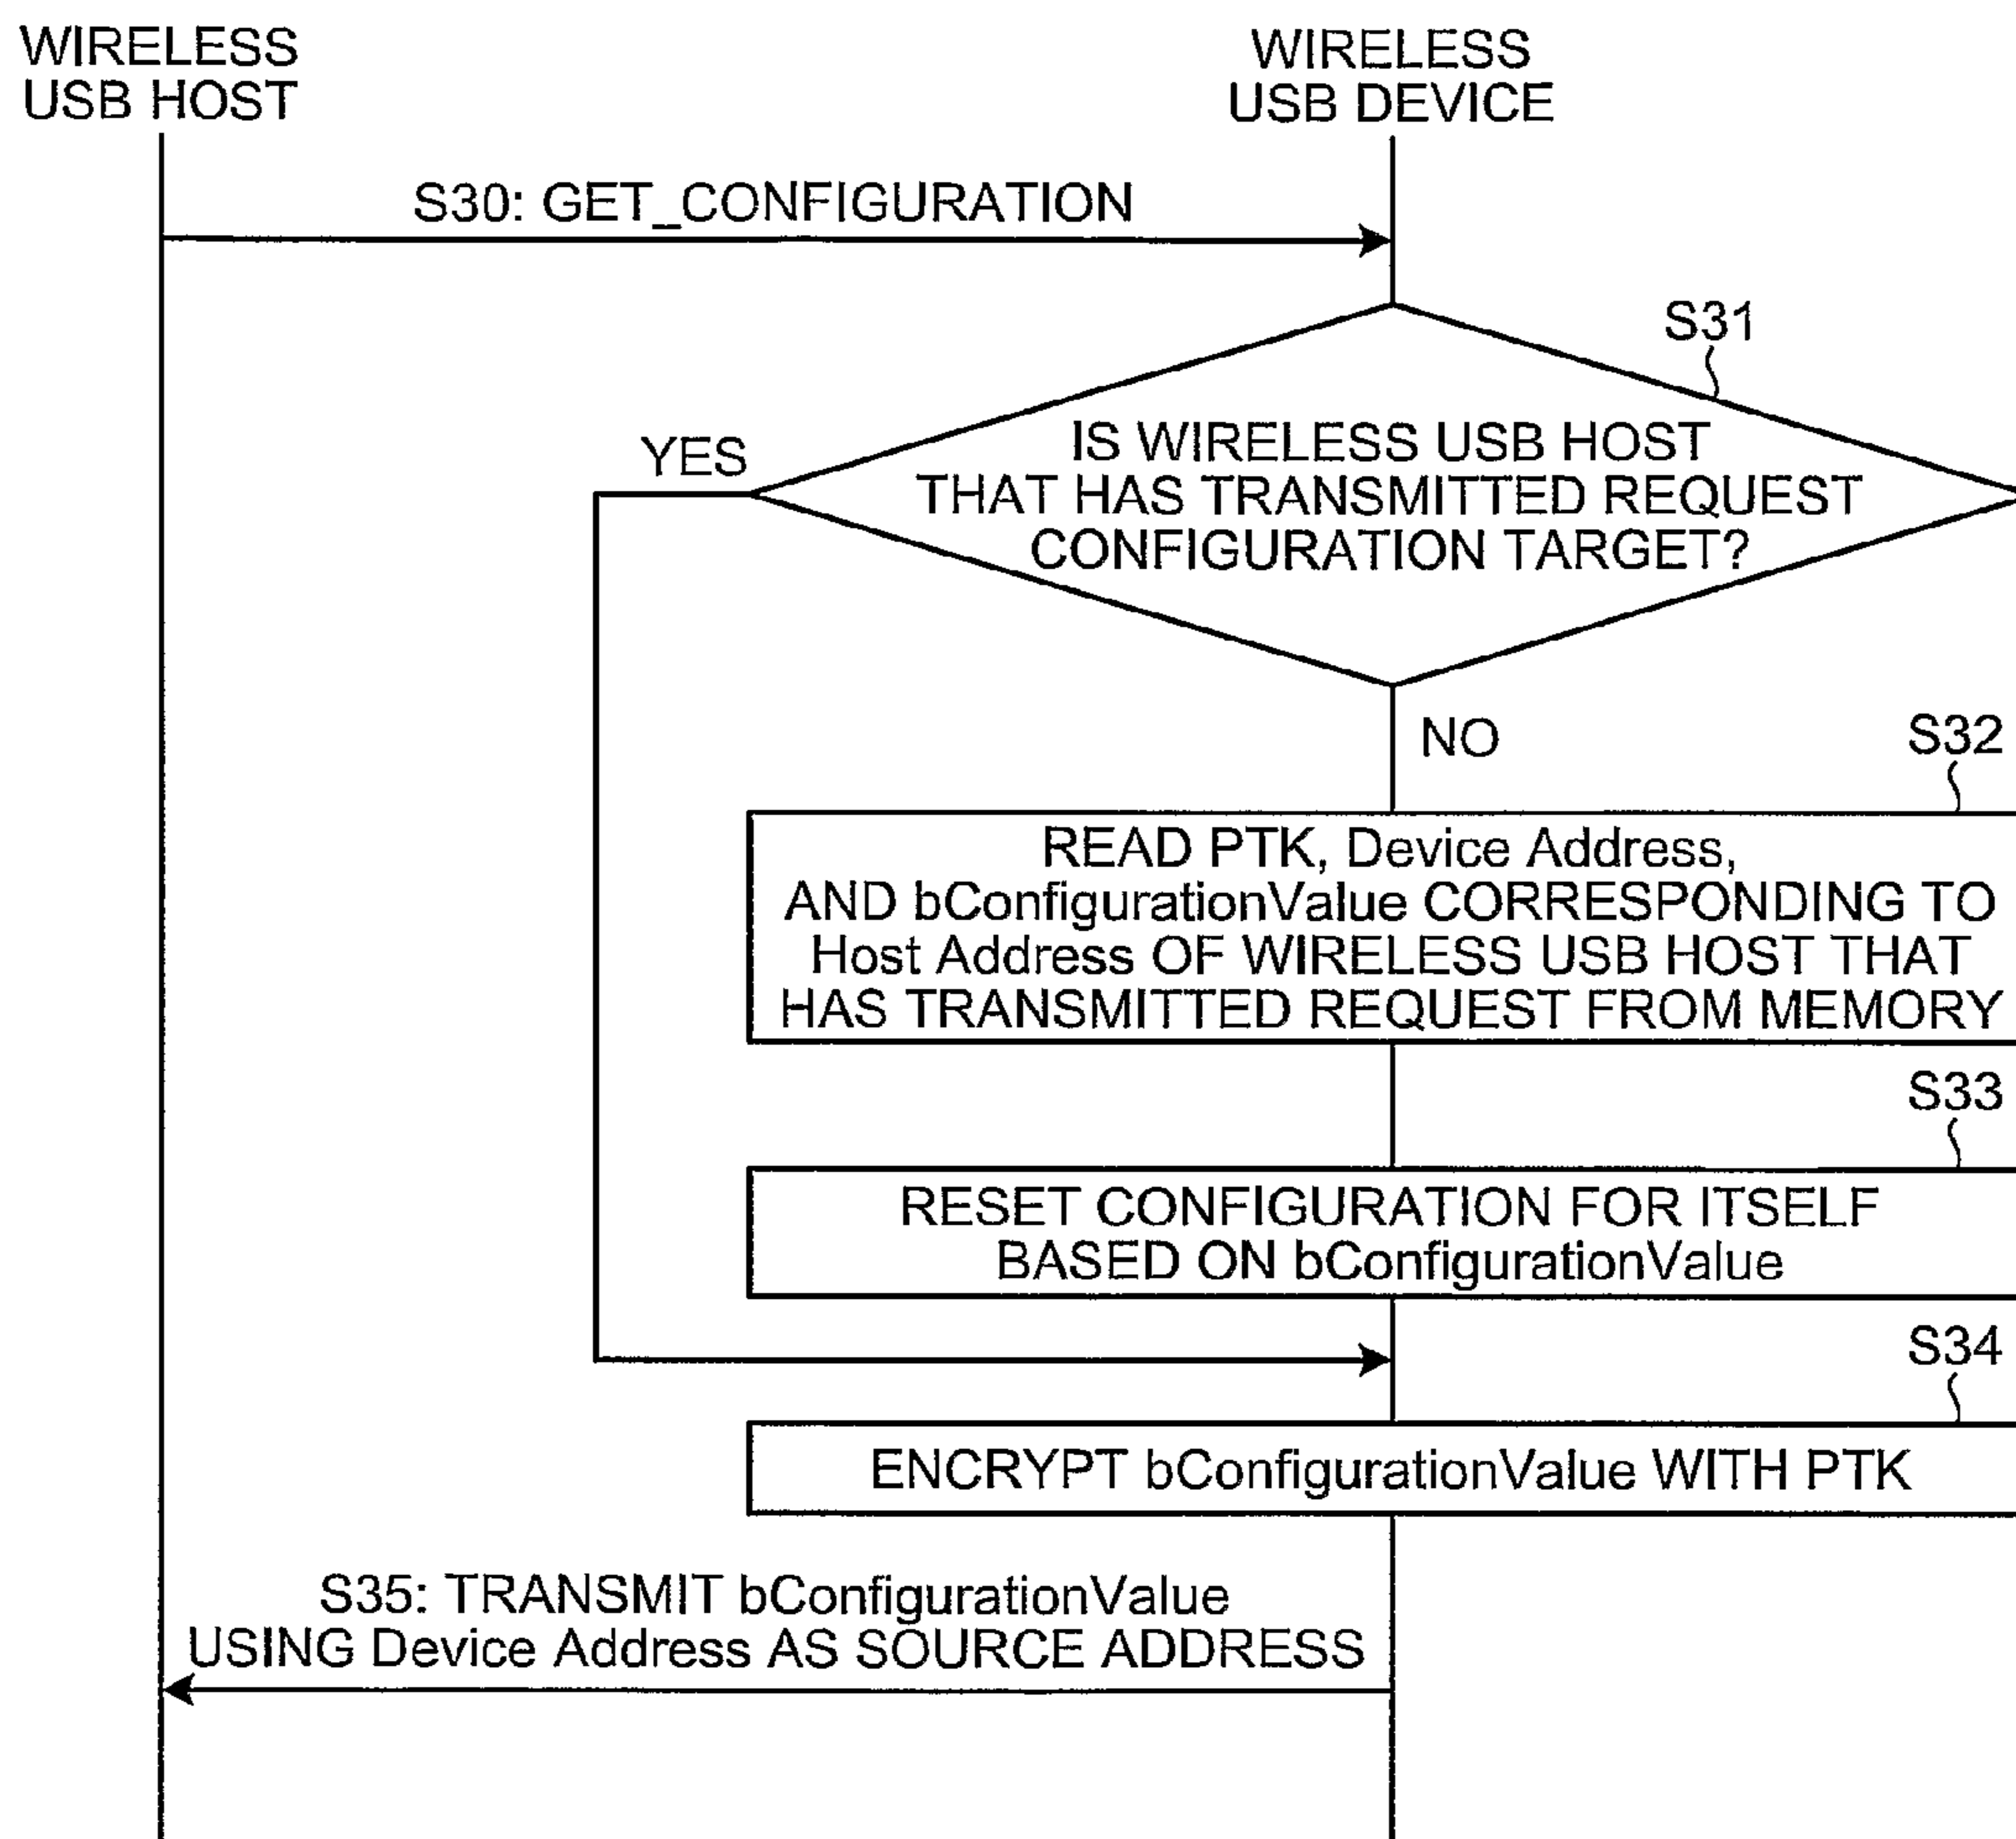 WIRELESS
USB HOST
WIRELESS
USB DEVICE
S30: GET_CONFIGURATION
S31
YES
IS WIRELESS USB HOST
THAT HAS TRANSMITTED REQUEST
CONFIGURATION TARGET?
NO
S32
READ PTK, Device Address,
AND bConfigurationValue CORRESPONDING TO
Host Address OF WIRELESS USB HOST THAT
HAS TRANSMITTED REQUEST FROM MEMORY
S33
RESET CONFIGURATION FOR ITSELF
BASED ON bConfigurationValue
S34
ENCRYPT bConfigurationValue WITH PTK
S35: TRANSMIT bConfigurationValue
USING Device Address AS SOURCE ADDRESS